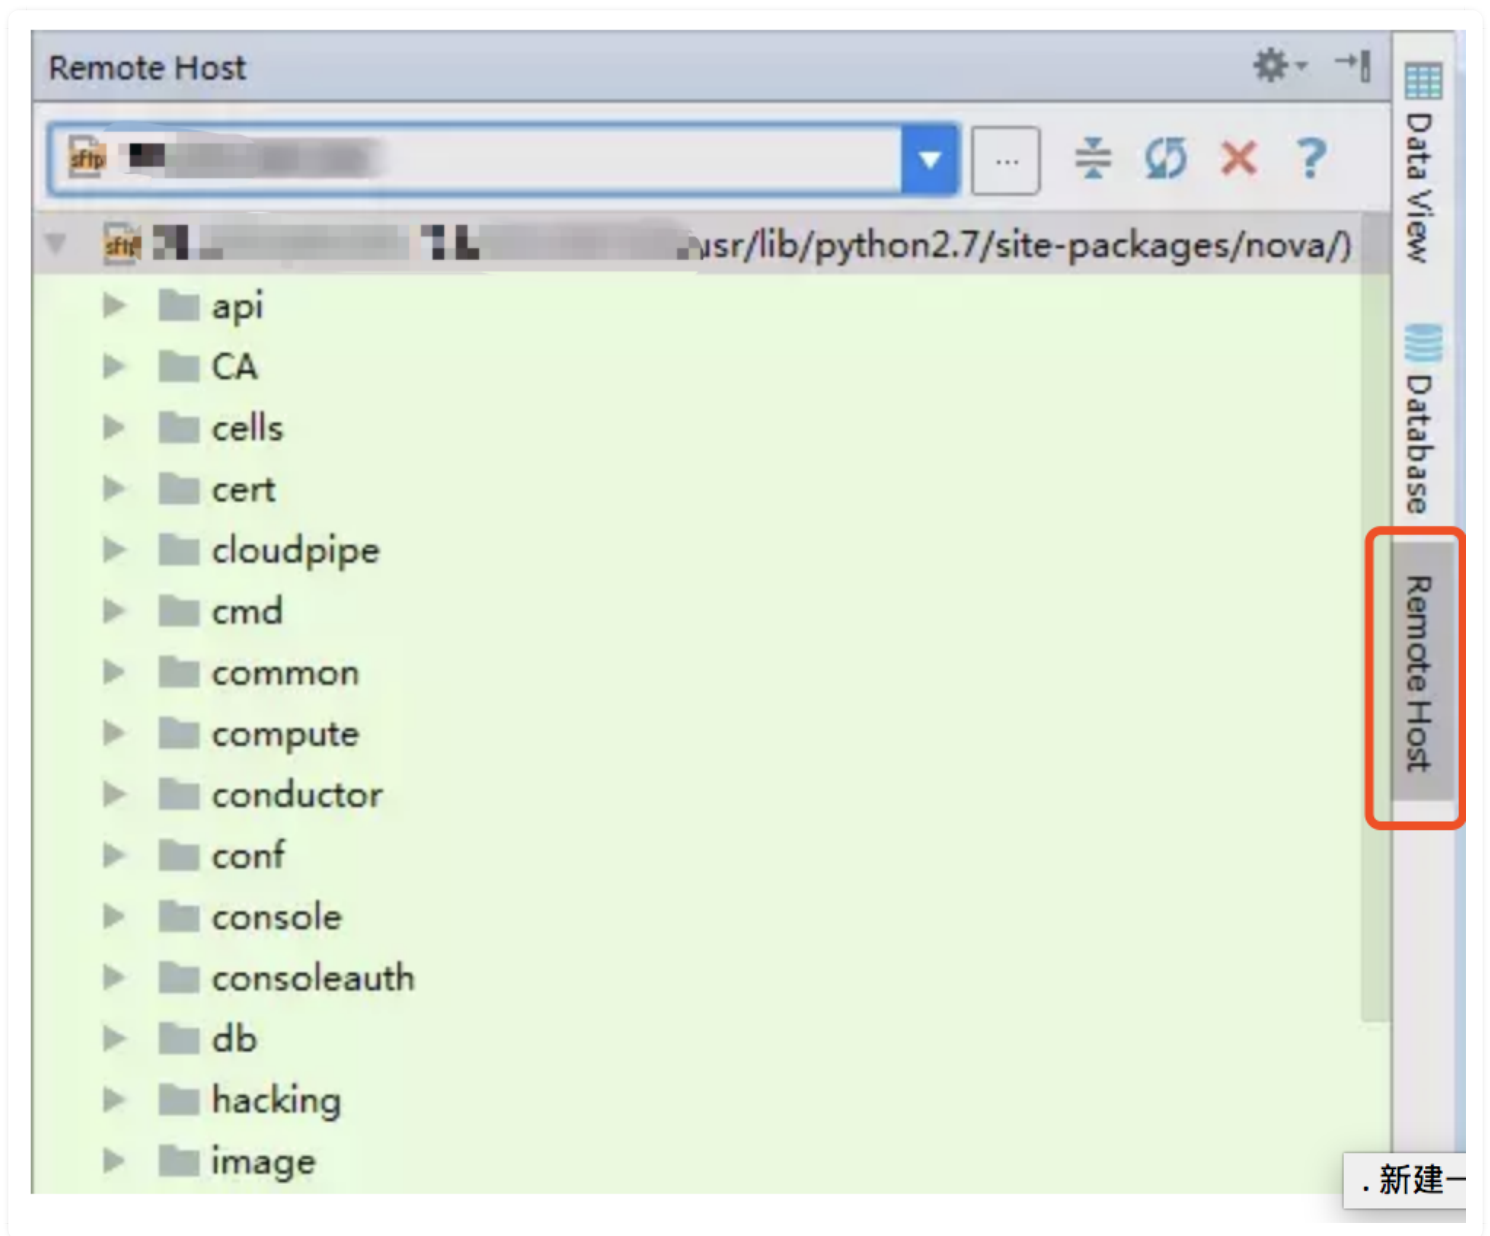 Remote Host
sftp
...
?
usr/lib/python2.7/site-packages/nova/)
api
CA
cells
cert
cloudpipe
cmd
common
compute
conductor
conf
console
consoleauth
db
hacking
image
Data View
Database
Remote Host
. 新建一